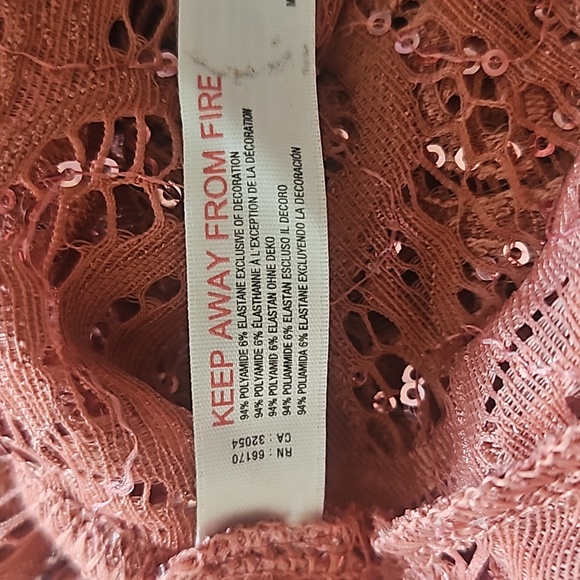 KEEP AWAY FROM FIRE
94% POLYAMIDE 6% ELASTANE EXCLUSIVE OF DECORATION
94% POLYAMIDE 6% ÉLASTHANNE À L'EXCEPTION DE LA DÉCORATION
94% POLYAMID 6% ELASTAN OHNE DEKO
94% POLIAMMIDE 6% ELASTAN ESCLUSO IL DECORO
94% POLIAMIDA 6% ELASTANE EXCLUYENDO LA DECORACIÓN
RN : 66170
CA : 32054